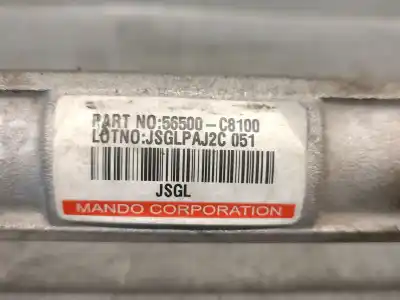 PART NO:56500-C8100
LOTNO:JSGLPAJ2C 051
JSGL
MANDO CORPORATION